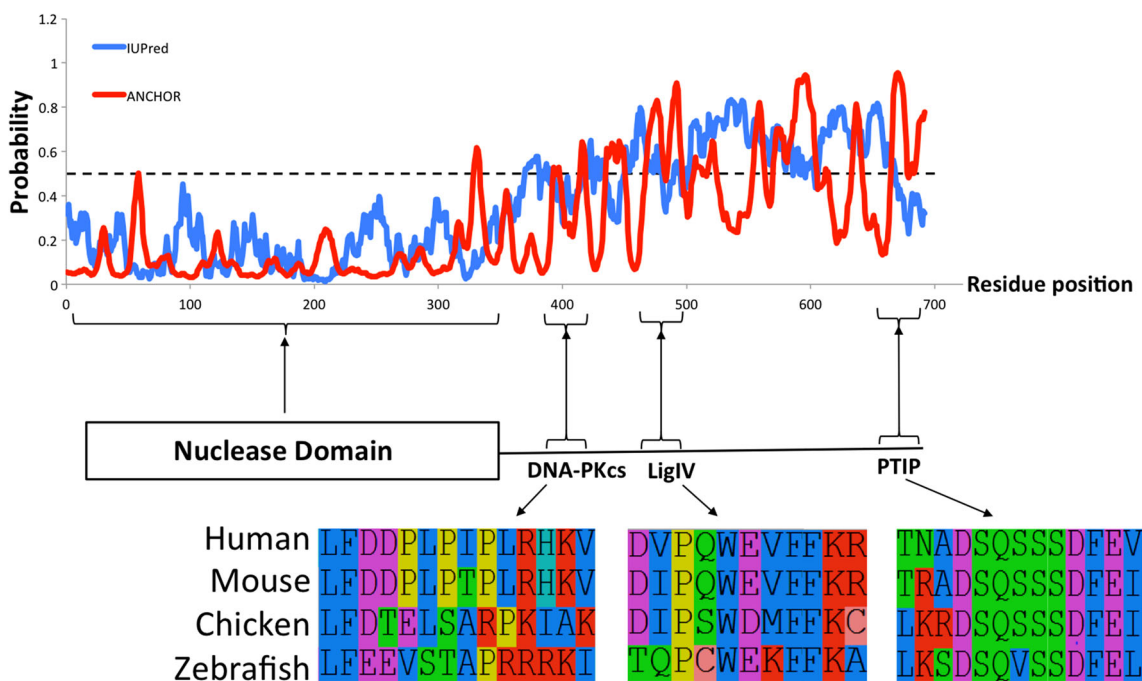 1.2
1
0.8
0.6
0.4
0.2
0
Probability
IUPred
ANCHOR
0 100 200 300 400 500 600 700
Residue position
Nuclease Domain
DNA-PKcs LigIV PTIP
Human LFDDPLPIPLRHKV DVPQWEVFFKR TNADSQSSSDFEV
Mouse LFDDPLPTPLRHKV DIPQWEVFFKR TRADSQSSSDFEI
Chicken LFDTELSARPKIAK DIPSWDMFFKC LKRDSQSSSDFEI
Zebrafish LFEEVSTAPRRRKI TQPCWEKFFKA LKSDSQVSSDFEL